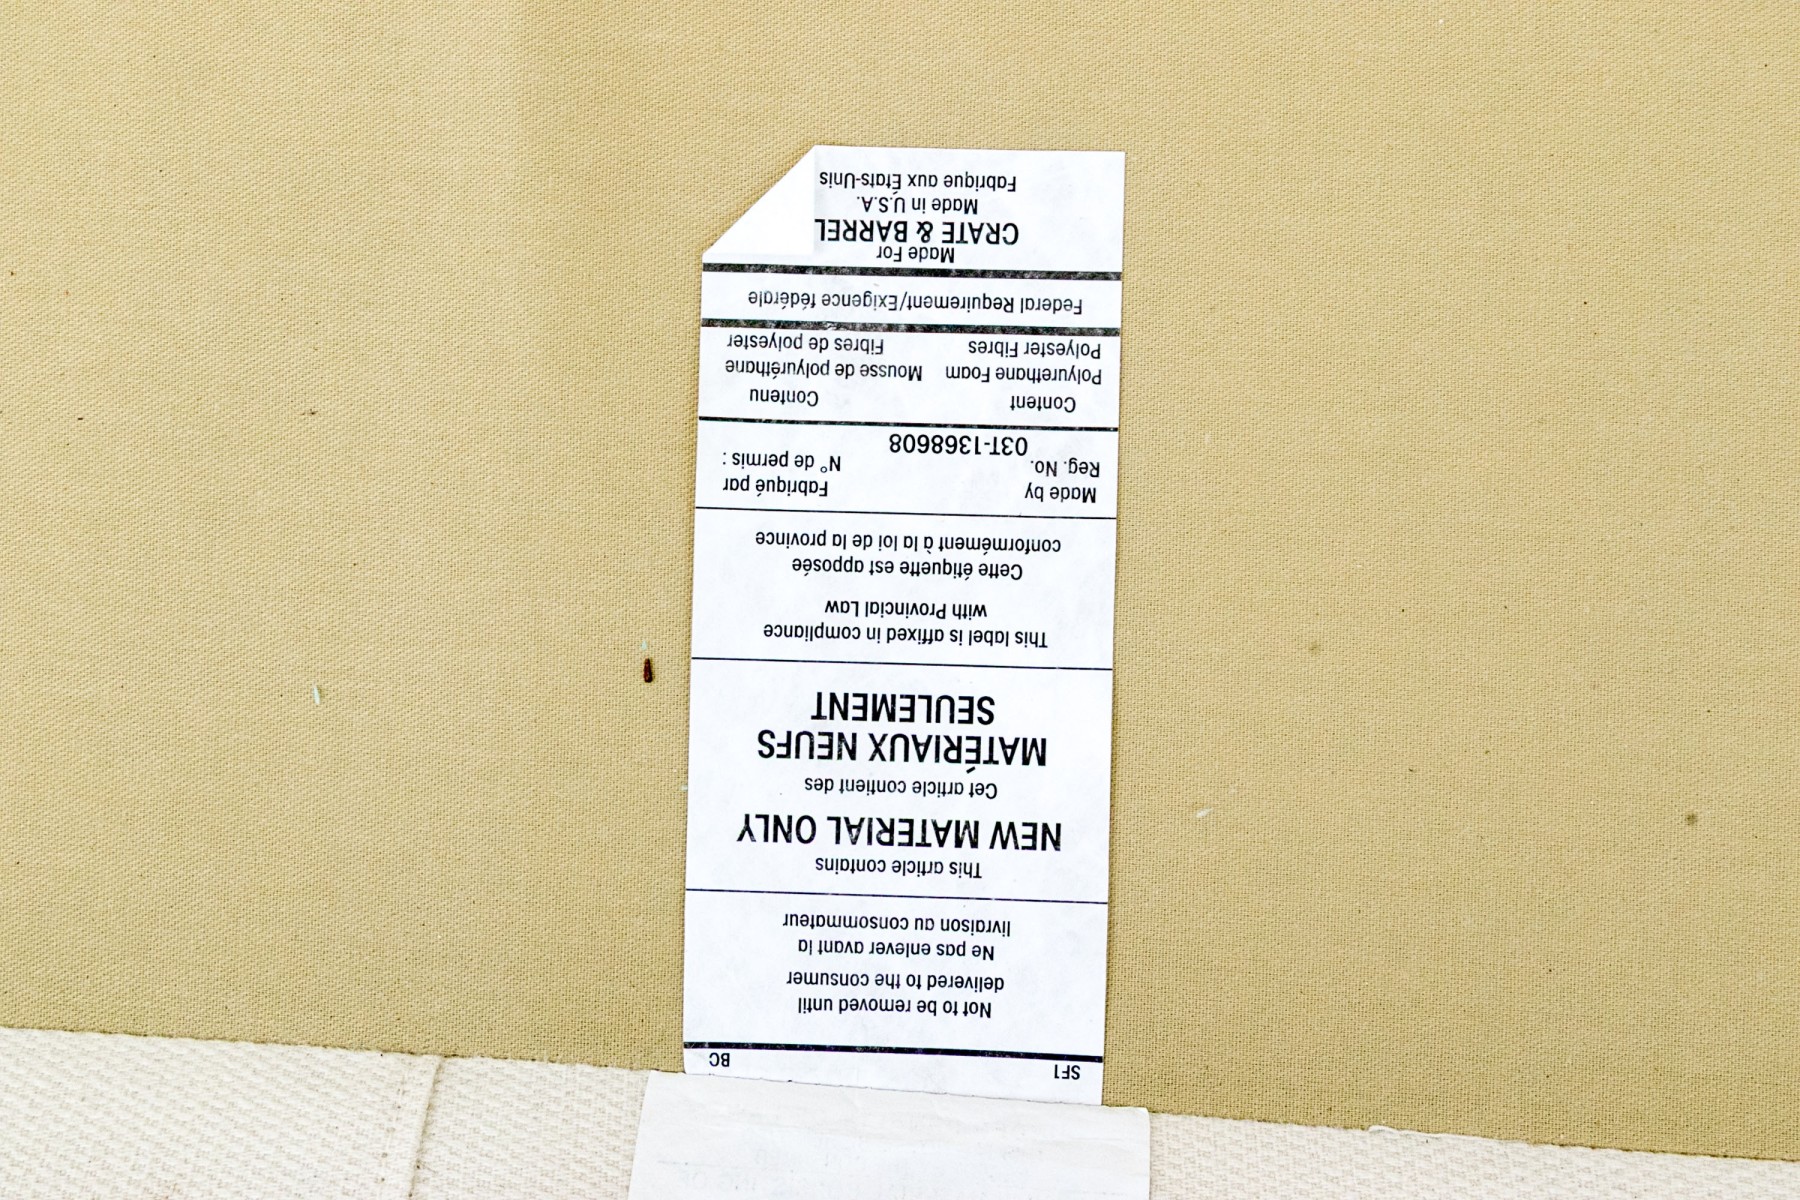 SF1 BC
Not to be removed until
delivered to the consumer
Ne pas enlever avant la
livraison au consommateur
This article contains
NEW MATERIAL ONLY
Cet article contient des
MATÉRIAUX NEUFS
SEULEMENT
This label is affixed in compliance
with Provincial Law
Cette étiquette est apposée
conformément à la loi de la province
Made by Fabriqué par
Reg. No. N° de permis :
03T-1368608
Content Contenu
Polyurethane Foam Mousse de polyuréthane
Polyester Fibres Fibres de polyester
Federal Requirement/Exigence fédérale
Made For
CRATE & BARREL
Made in U.S.A.
Fabrique aux États-Unis